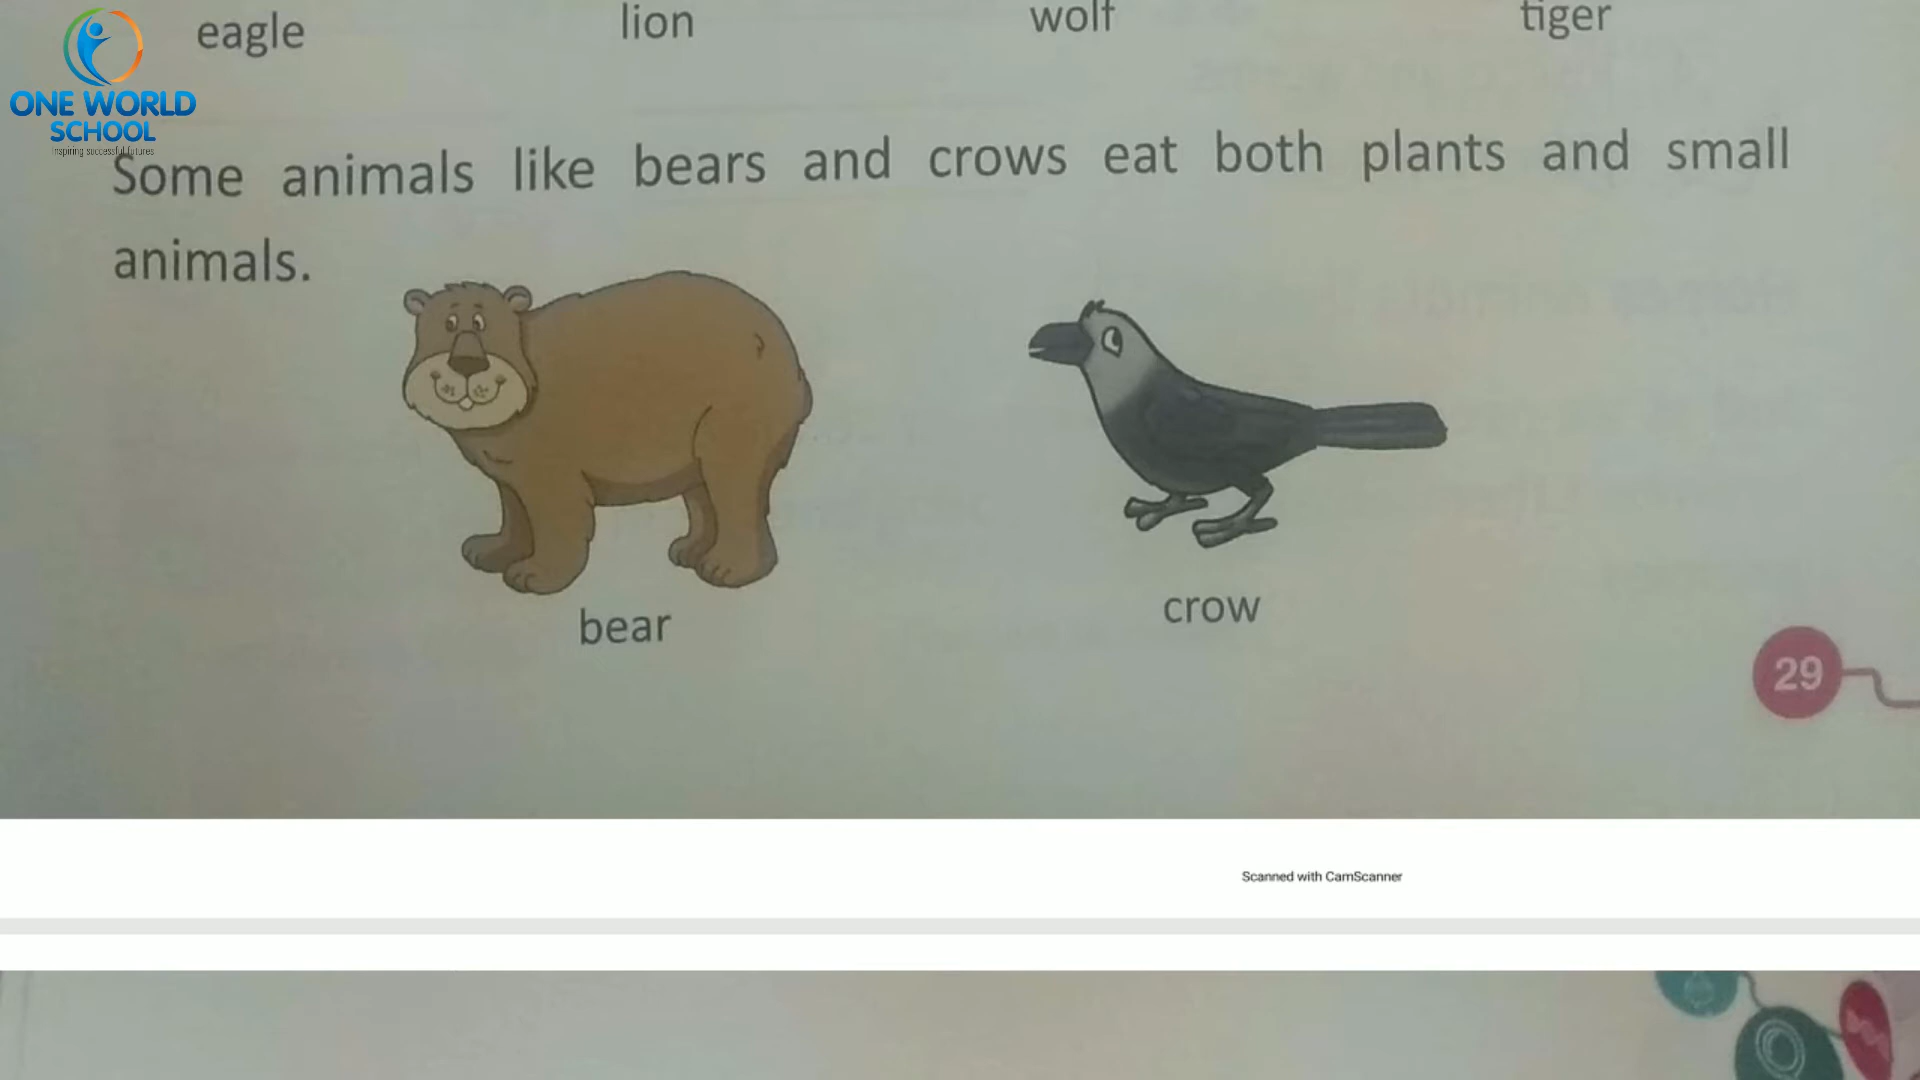 eagle lion wolf tiger
ONE WORLD
SCHOOL
Inspiring successful futures
Some animals like bears and crows eat both plants and small
animals.
bear crow
29
Scanned with CamScanner